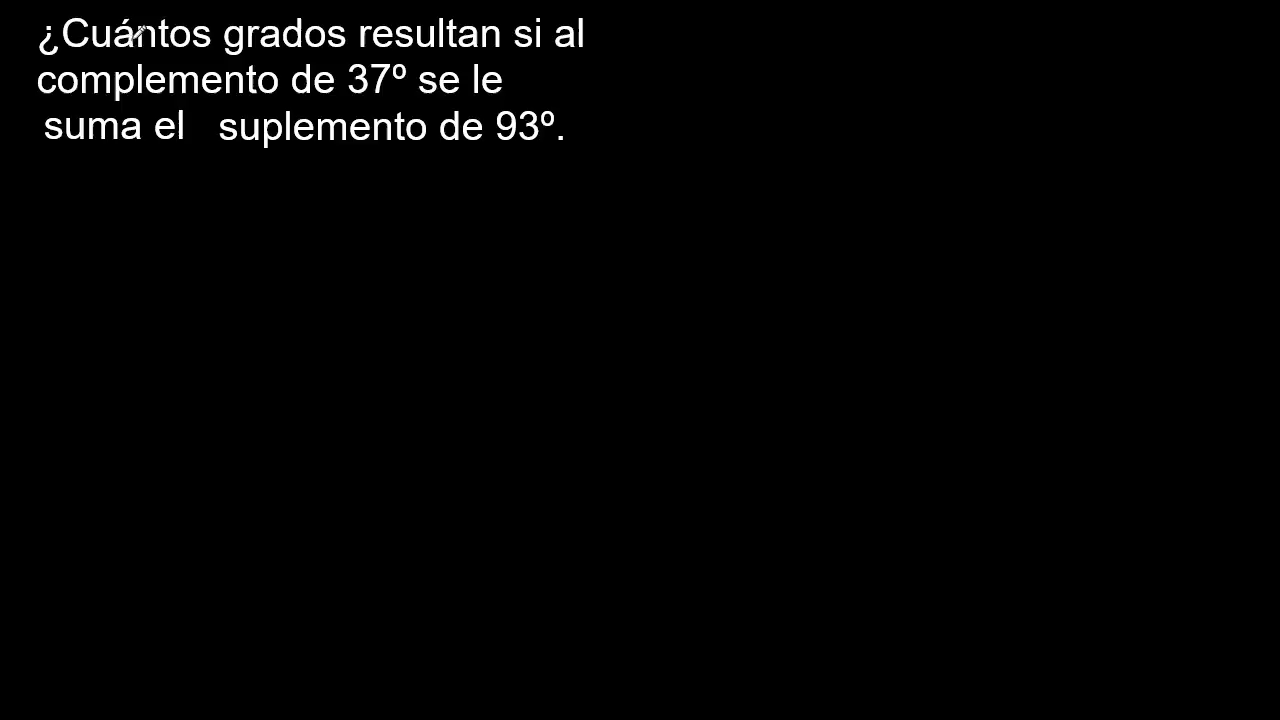 ¿Cuántos grados resultan si al
complemento de 37º se le
suma el suplemento de 93º.